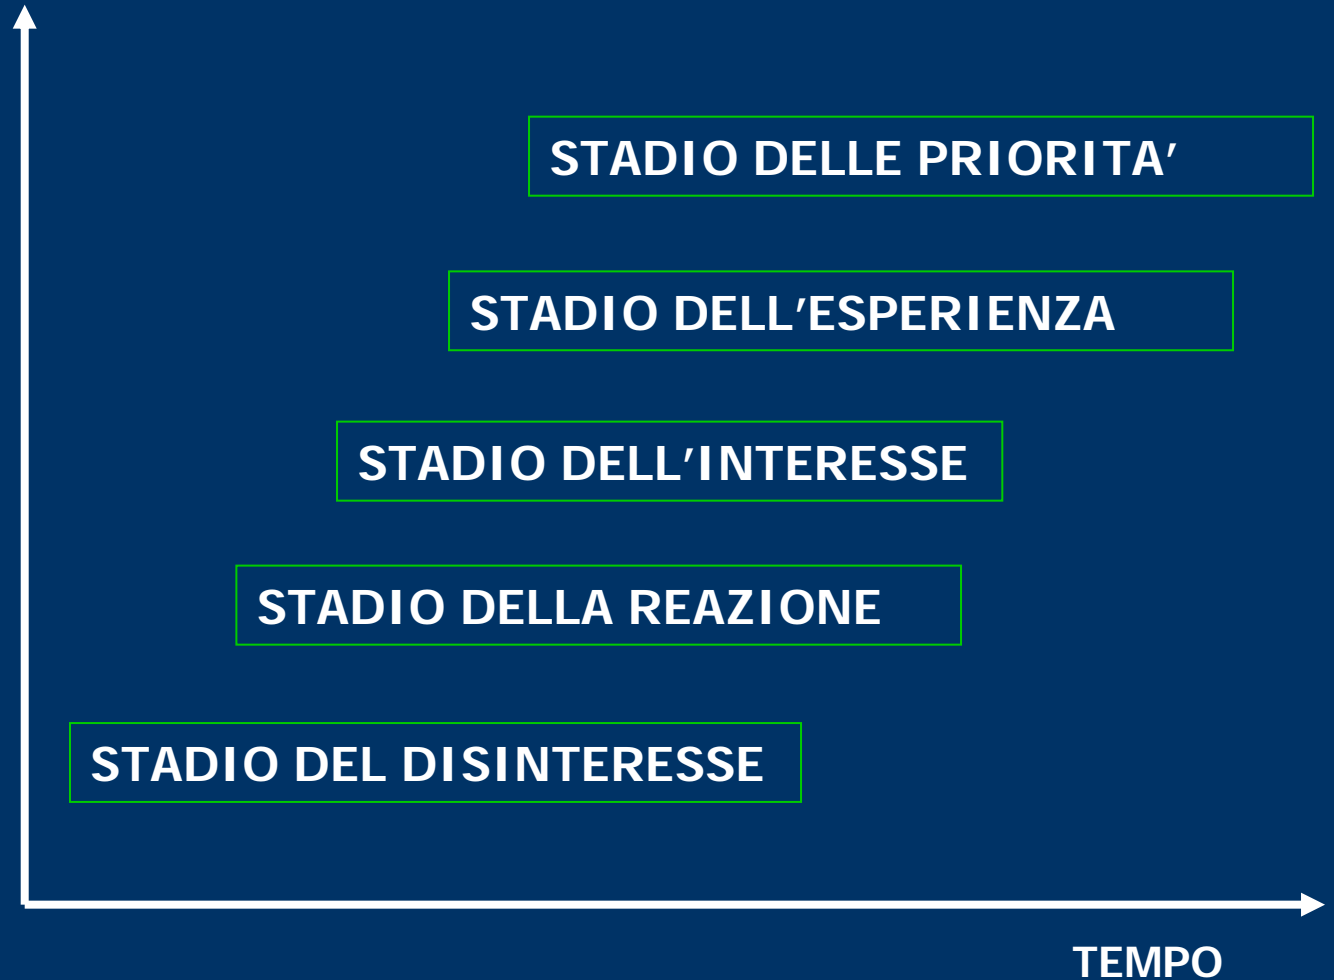 STADIO DELLE PRIORITA’
STADIO DELL’ESPERIENZA
STADIO DELL’INTERESSE
STADIO DELLA REAZIONE
STADIO DEL DISINTERESSE
TEMPO